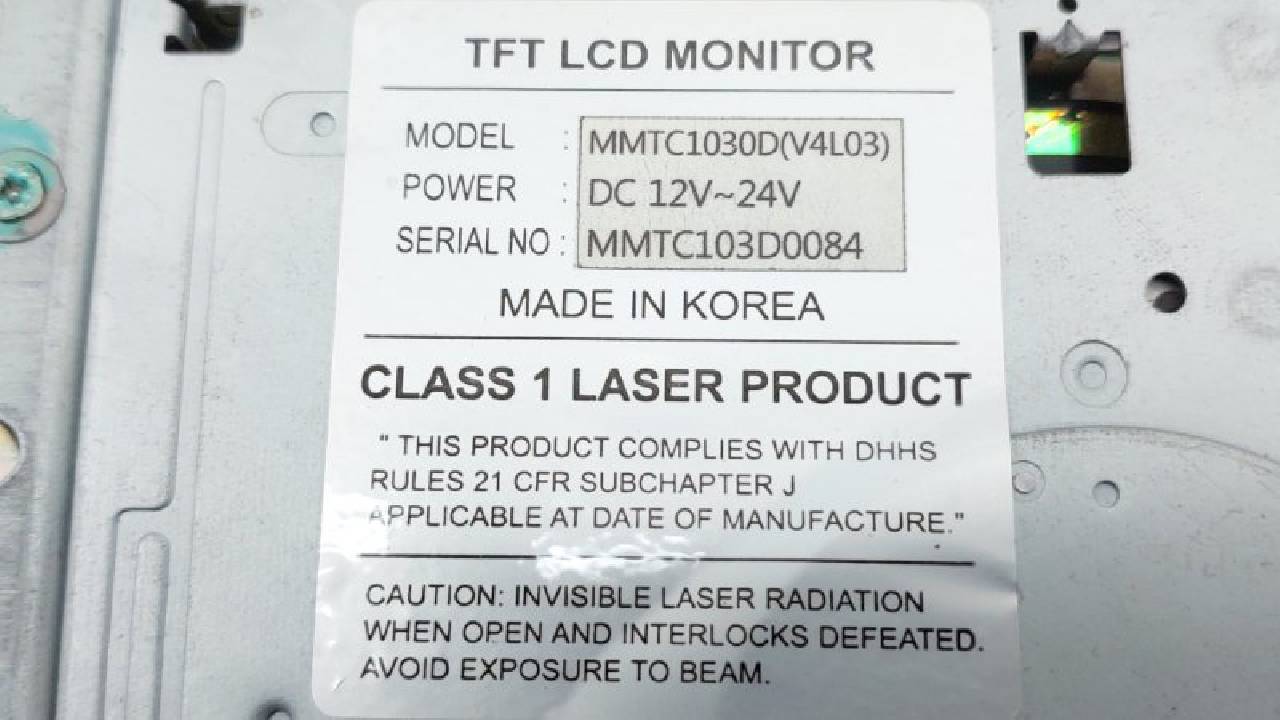 TFT LCD MONITOR
MODEL : MMTC1030D(V4L03)
POWER : DC 12V~24V
SERIAL NO : MMTC103D0084
MADE IN KOREA
CLASS 1 LASER PRODUCT
" THIS PRODUCT COMPLIES WITH DHHS
RULES 21 CFR SUBCHAPTER J
APPLICABLE AT DATE OF MANUFACTURE."
CAUTION: INVISIBLE LASER RADIATION
WHEN OPEN AND INTERLOCKS DEFEATED.
AVOID EXPOSURE TO BEAM.